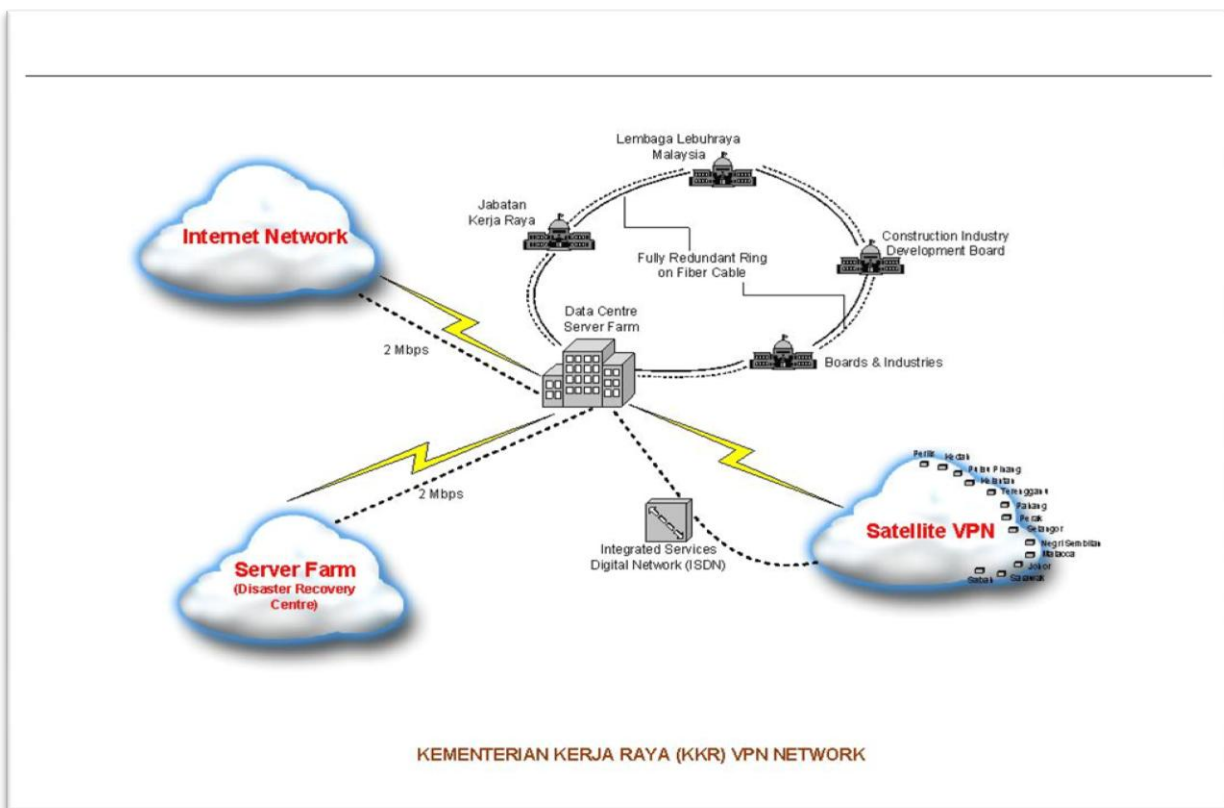 Lembaga Lebuhraya
Malaysia
Jabatan
Kerja Raya
Internet Network
Construction Industry
Development Board
Fully Redundant Ring
on Fiber Cable
Data Centre
Server Farm
2 Mbps
Boards & Industries
2 Mbps
Perlis
Kedah
Pulau Pinang
Kelantan
Terengganu
Pahang
Perak
Selangor
Satellite VPN
Negri Sembilan
Malacca
Johor
Sarawak
Sabah
Integrated Services
Digital Network (ISDN)
Server Farm
(Disaster Recovery
Centre)
KEMENTERIAN KERJA RAYA (KKR) VPN NETWORK